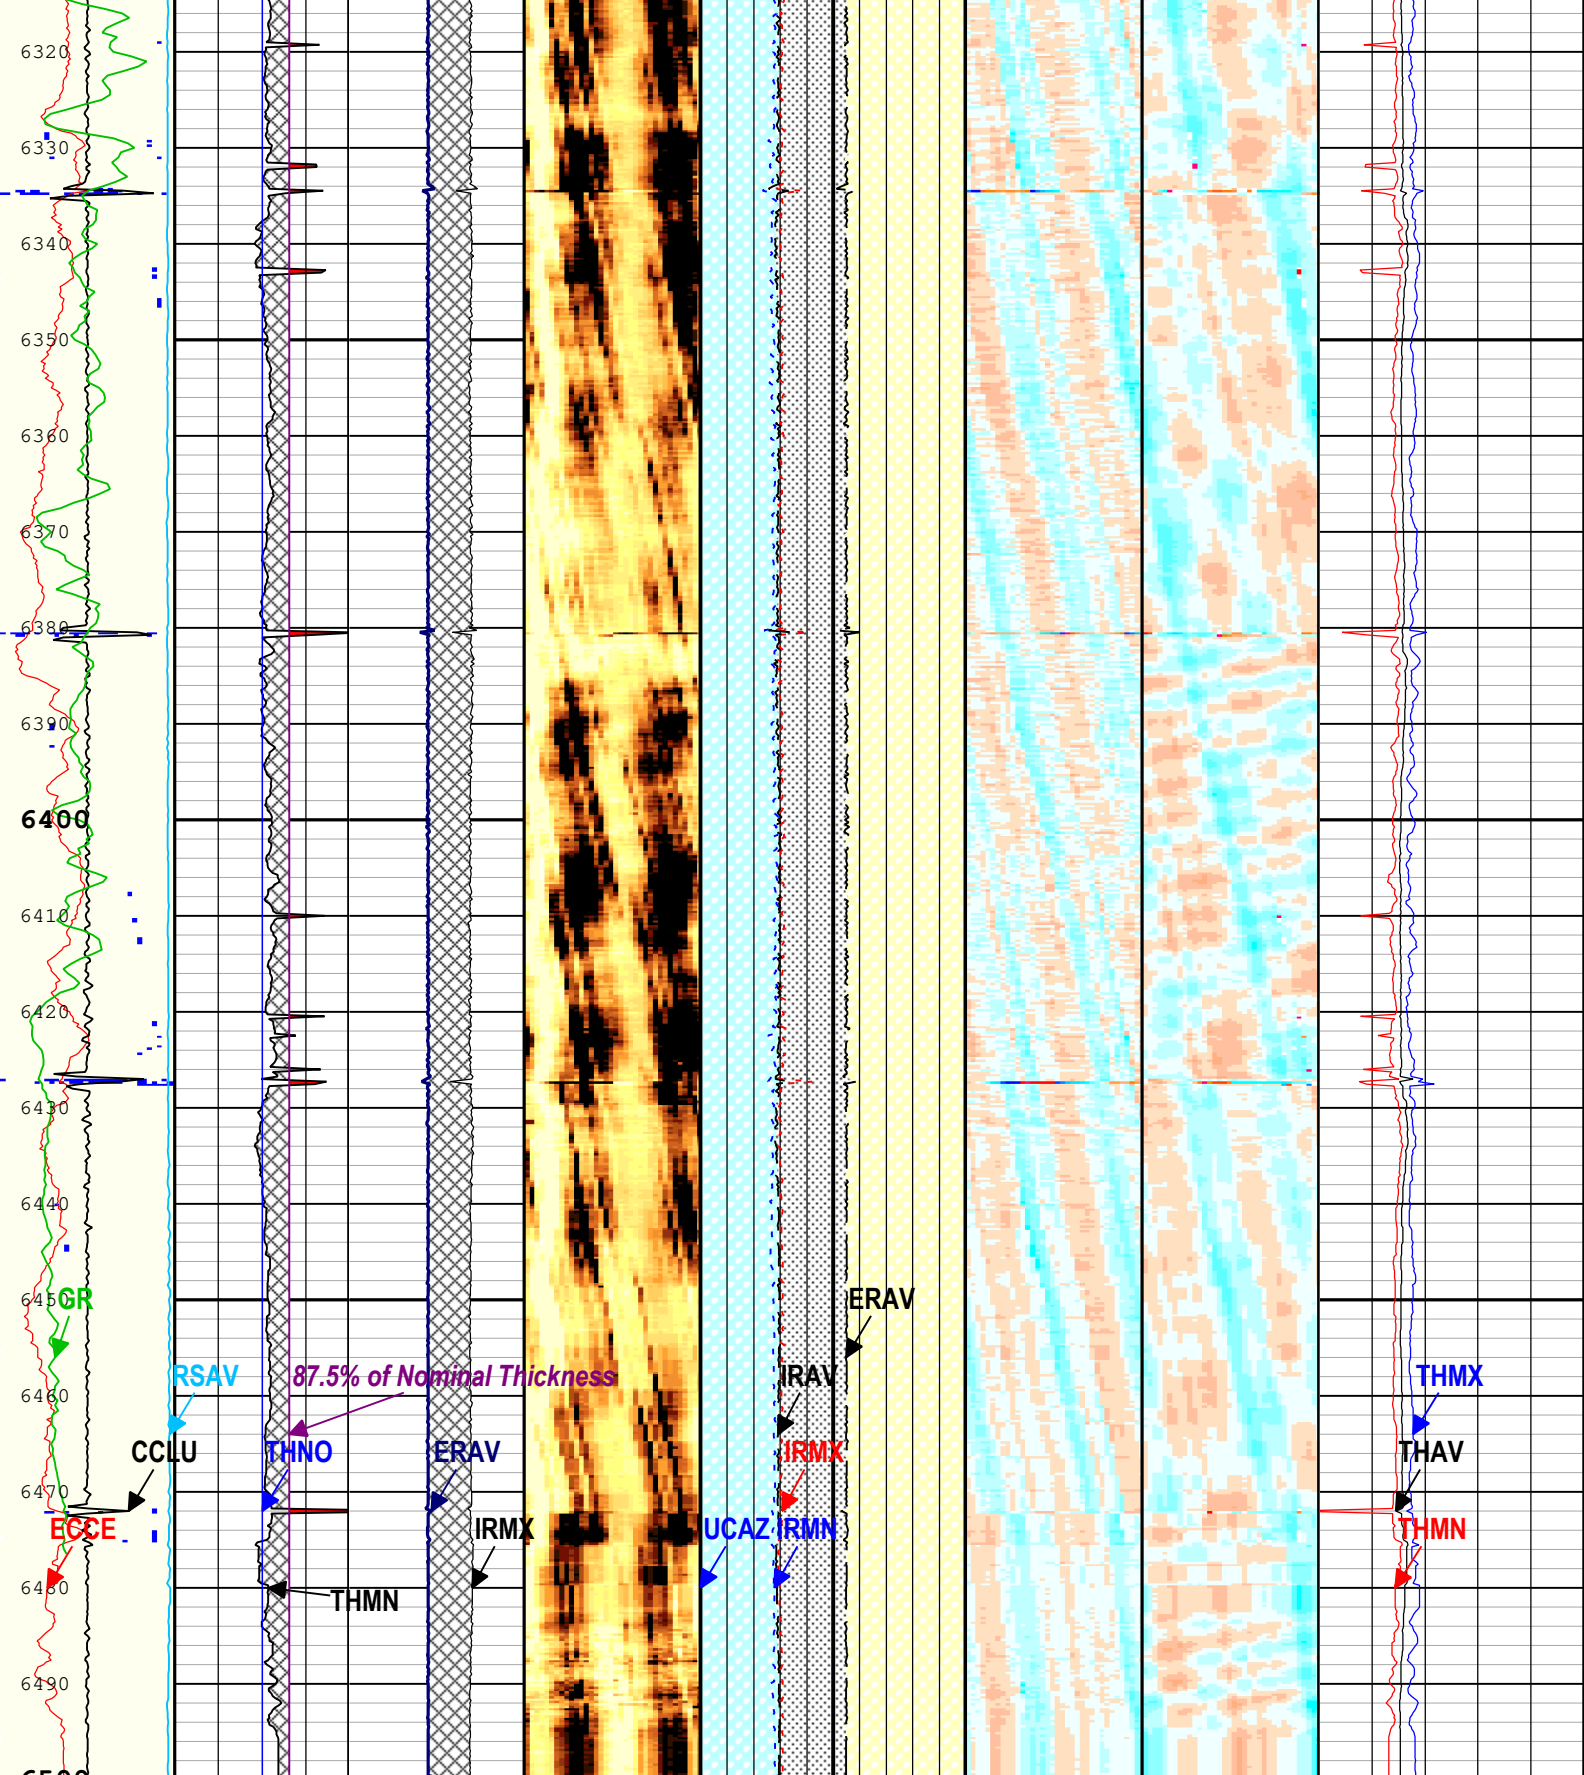 6320
6330
6340
6350
6360
6370
6380
6390
6400
6410
6420
6430
6440
6450
GR
ERAV
RSAV
87.5% of Nominal Thickness
IRAV
THMX
6460
CCLU
THNO
ERAV
IRMX
THAV
6470
ECCE
IRMX
UCAZ
IRMN
THMN
6480
THMN
6490
6500